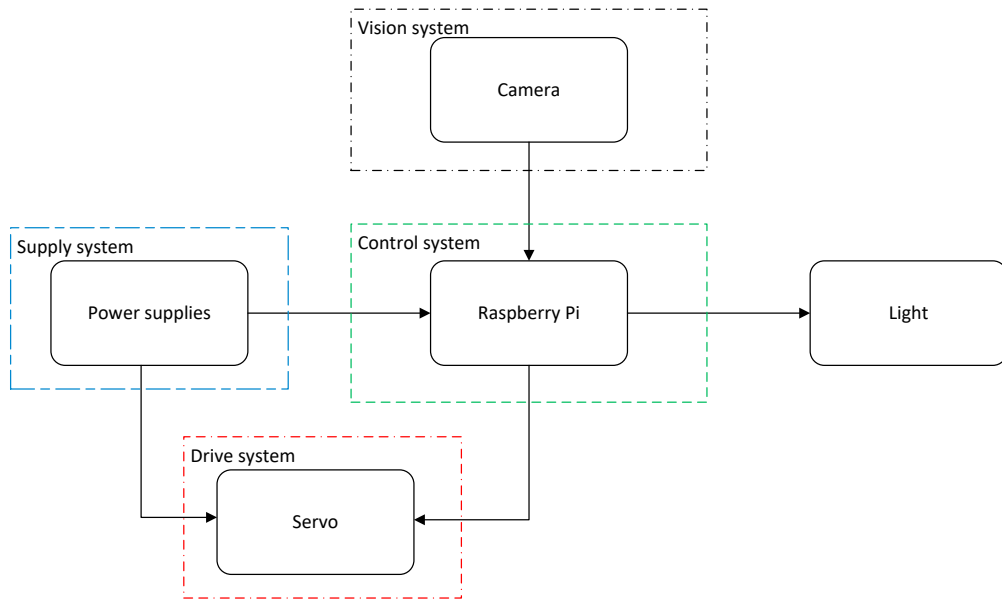 Vision system
Camera
Supply system
Power supplies
Control system
Raspberry Pi
Light
Drive system
Servo